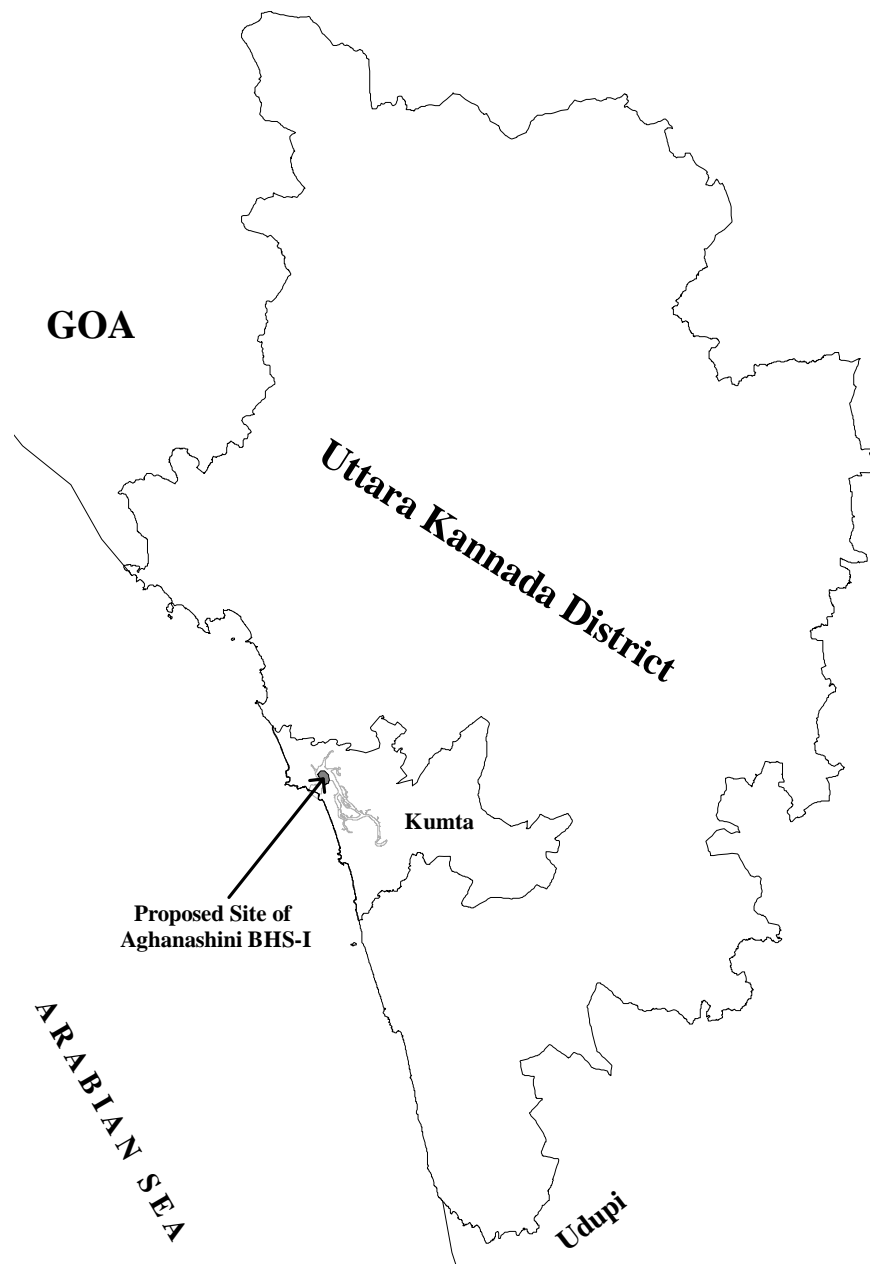 GOA
Uttara Kannada District
Kumta
Proposed Site of
Aghanashini BHS-I
ARABIAN SEA
Udupi